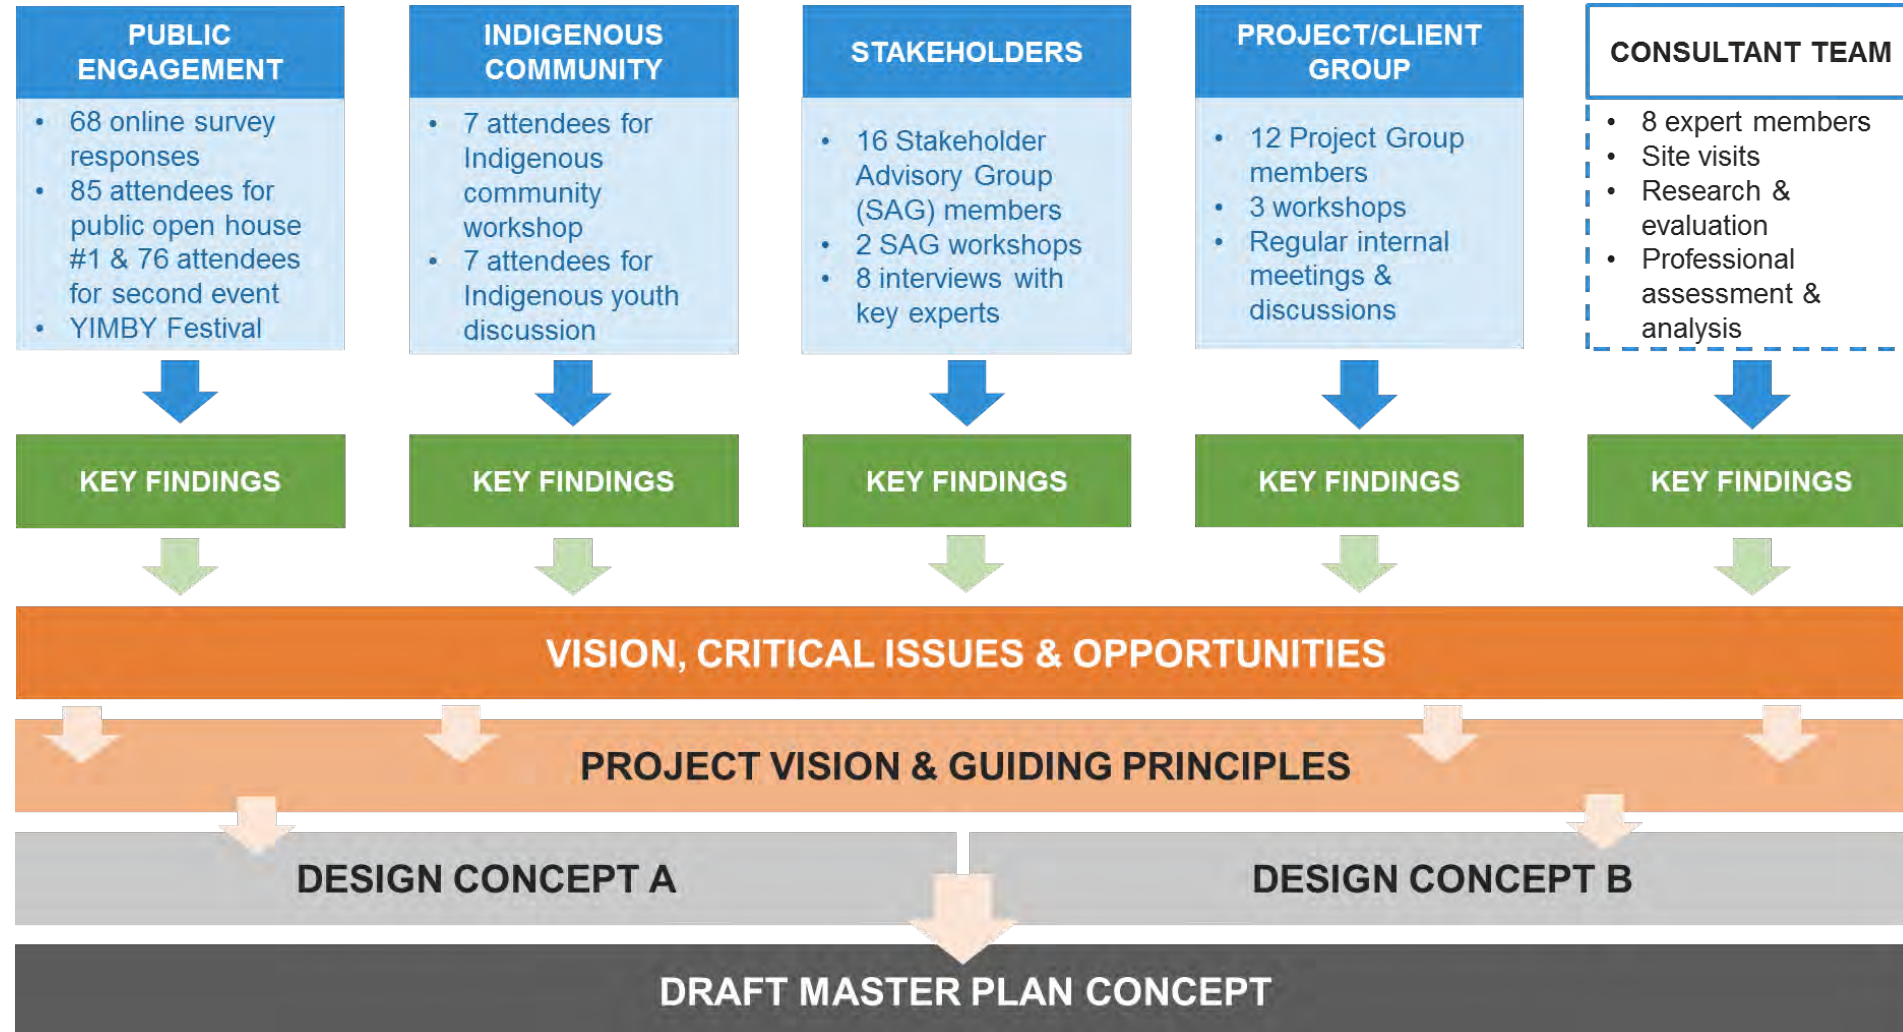 PUBLIC
ENGAGEMENT
• 68 online survey
responses
• 85 attendees for
public open house
#1 & 76 attendees
for second event
• YIMBY Festival
INDIGENOUS
COMMUNITY
• 7 attendees for
Indigenous
community
workshop
• 7 attendees for
Indigenous youth
discussion
STAKEHOLDERS
• 16 Stakeholder
Advisory Group
(SAG) members
• 2 SAG workshops
• 8 interviews with
key experts
PROJECT/CLIENT
GROUP
• 12 Project Group
members
• 3 workshops
• Regular internal
meetings &
discussions
CONSULTANT TEAM
• 8 expert members
• Site visits
• Research &
evaluation
• Professional
assessment &
analysis
KEY FINDINGS
KEY FINDINGS
KEY FINDINGS
KEY FINDINGS
KEY FINDINGS
VISION, CRITICAL ISSUES & OPPORTUNITIES
PROJECT VISION & GUIDING PRINCIPLES
DESIGN CONCEPT A
DESIGN CONCEPT B
DRAFT MASTER PLAN CONCEPT